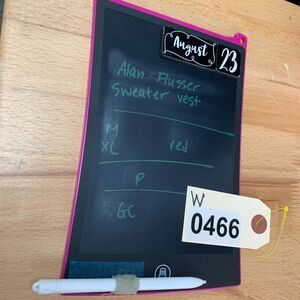 August 23
Alan Flusser
Sweater vest
M
XL red
P
GC
W
0466